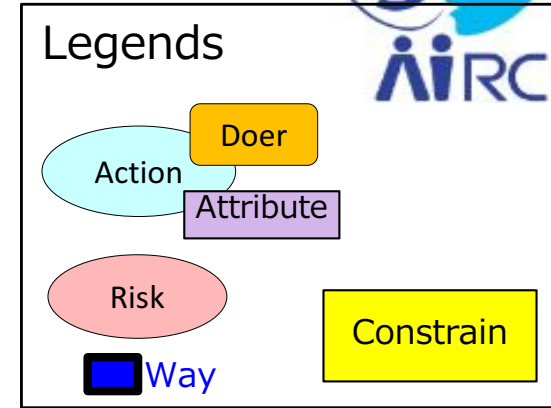 Legends
AiRC
Doer
Action
Attribute
Risk
Constrain
Way